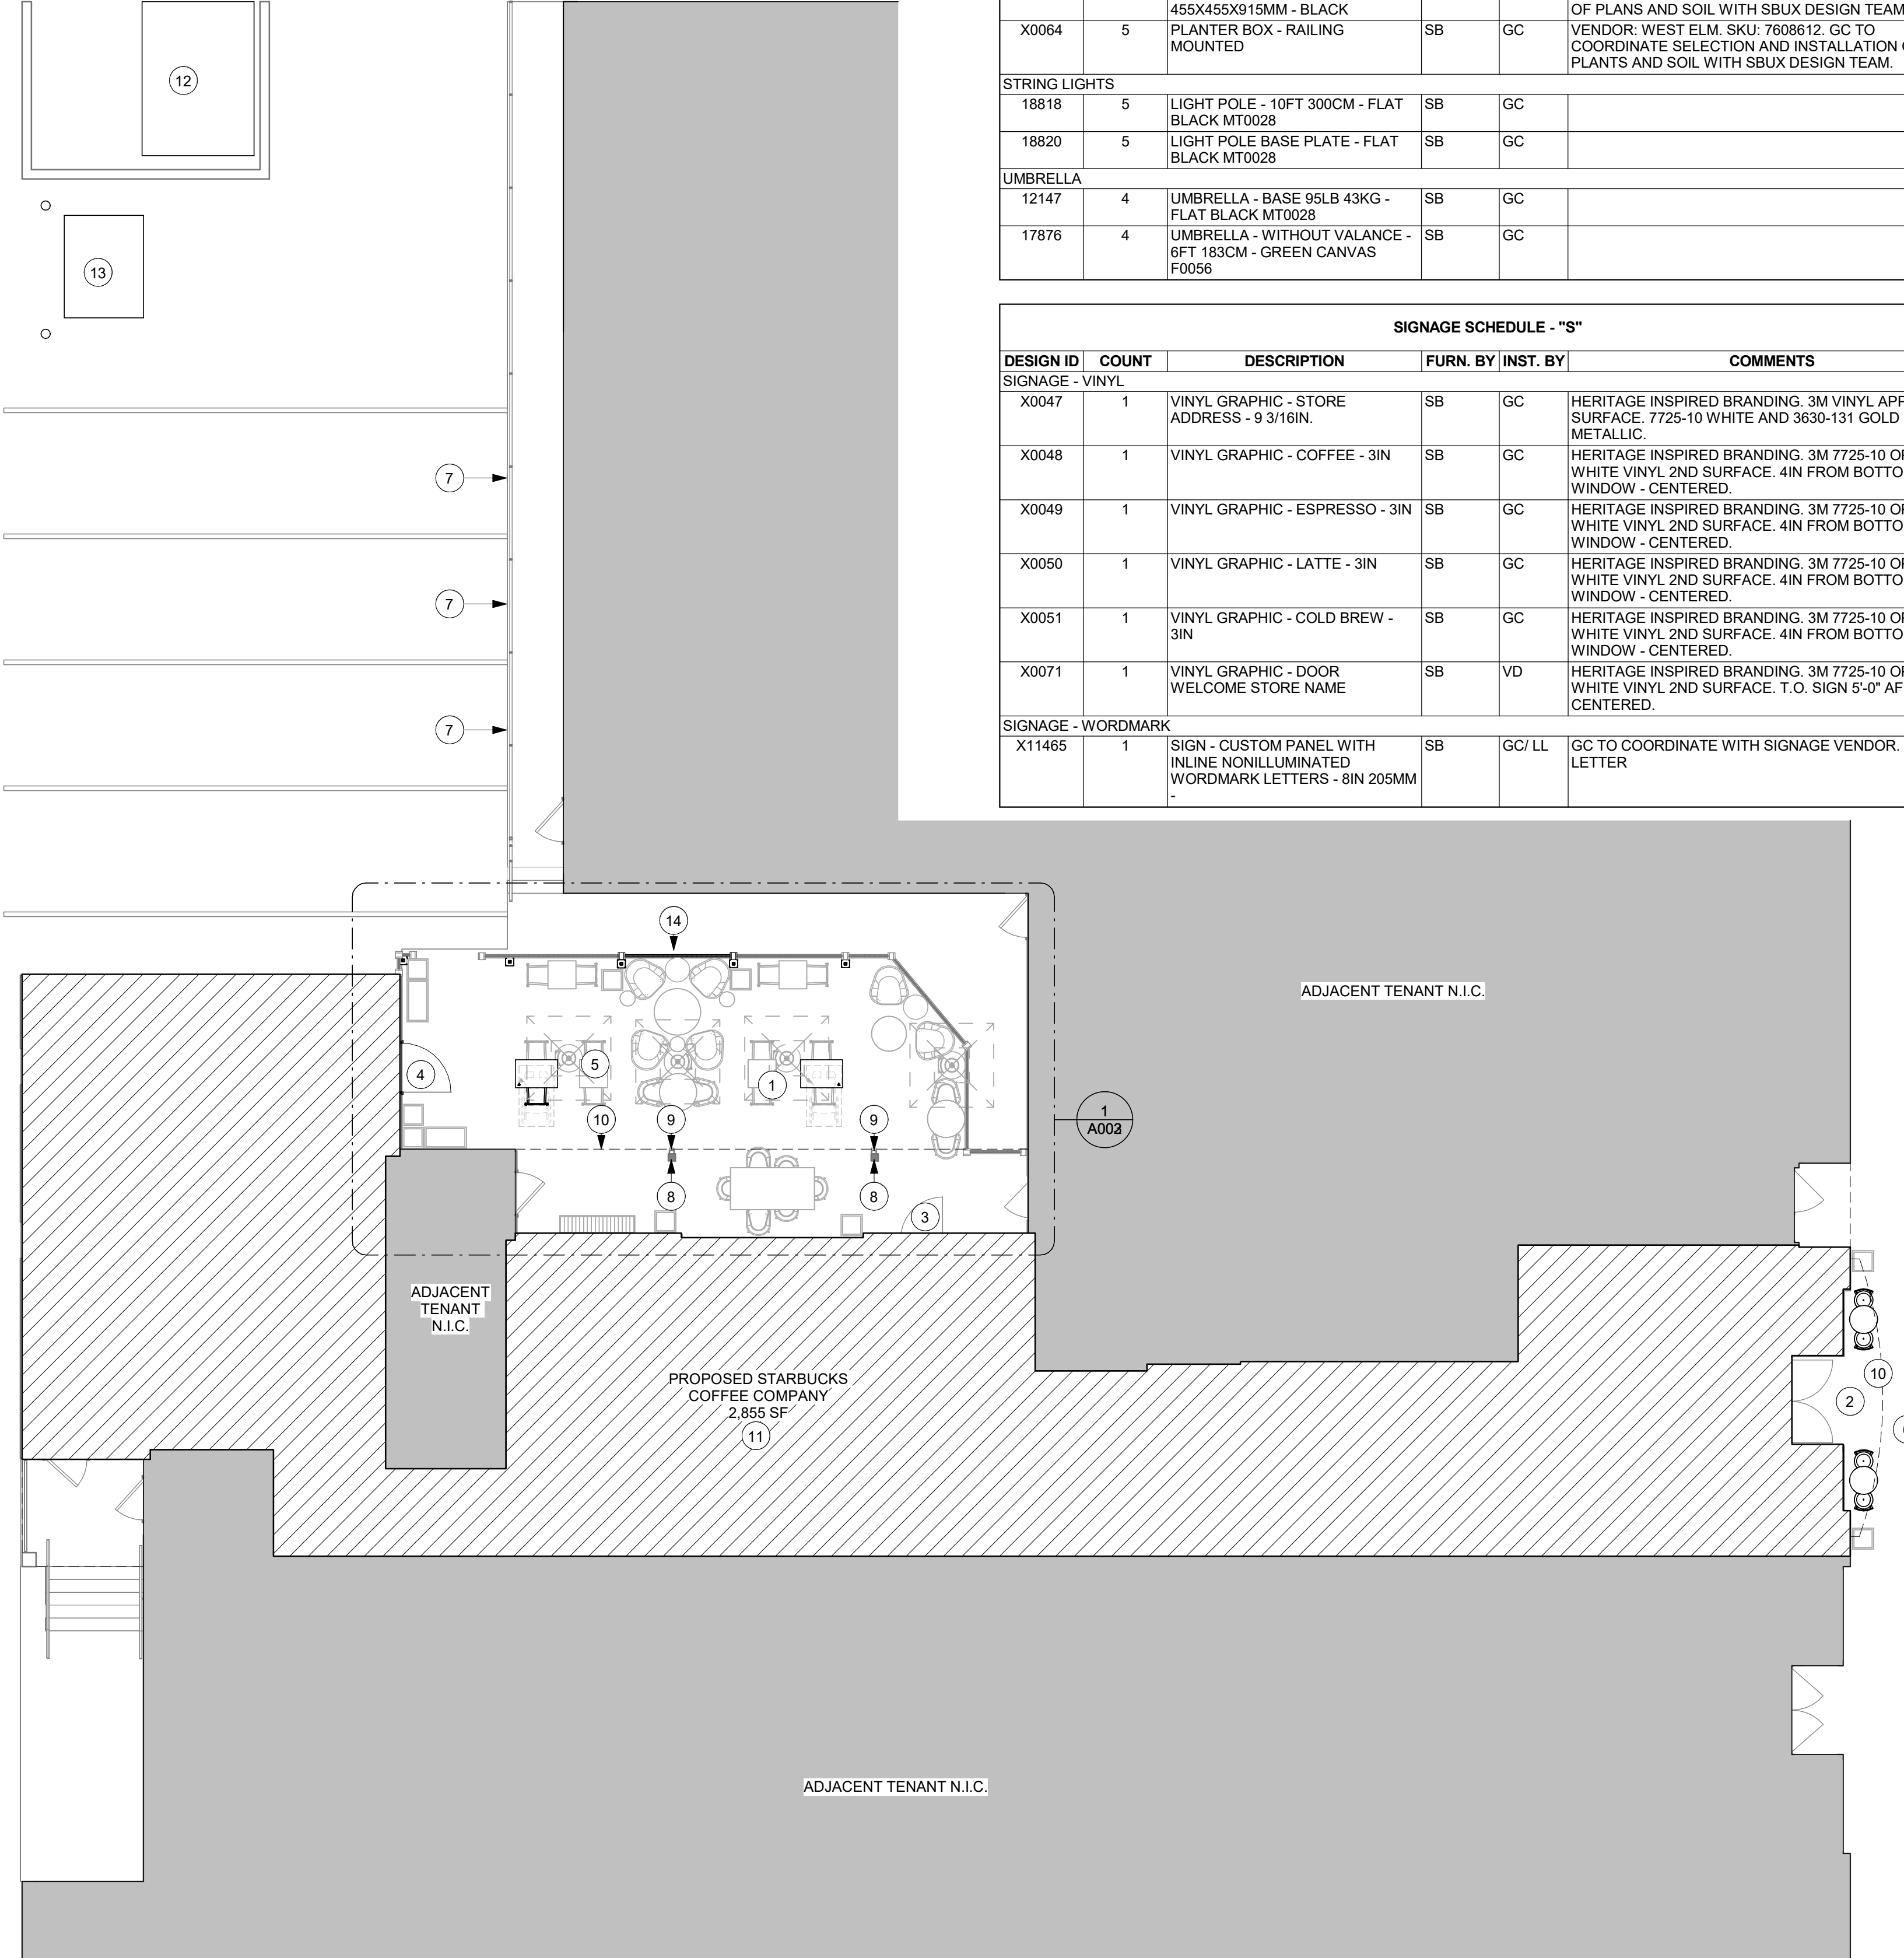 455X455X915MM - BLACK
OF PLANS AND SOIL WITH SBUX DESIGN TEAM
X0064 5 PLANTER BOX - RAILING MOUNTED SB GC VENDOR: WEST ELM. SKU: 7608612. GC TO
COORDINATE SELECTION AND INSTALLATION
PLANTS AND SOIL WITH SBUX DESIGN TEAM.
STRING LIGHTS
18818 5 LIGHT POLE - 10FT 300CM - FLAT SB GC
BLACK MT0028
18820 5 LIGHT POLE BASE PLATE - FLAT SB GC
BLACK MT0028
UMBRELLA
12147 4 UMBRELLA - BASE 95LB 43KG - SB GC
FLAT BLACK MT0028
17876 4 UMBRELLA - WITHOUT VALANCE - SB GC
6FT 183CM - GREEN CANVAS
F0056
SIGNAGE SCHEDULE - "S"
DESIGN ID COUNT DESCRIPTION FURN. BY INST. BY COMMENTS
SIGNAGE - VINYL
X0047 1 VINYL GRAPHIC - STORE SB GC HERITAGE INSPIRED BRANDING. 3M VINYL
ADDRESS - 9 3/16IN. SURFACE. 7725-10 WHITE AND 3630-131 GOLD
METALLIC.
X0048 1 VINYL GRAPHIC - COFFEE - 3IN SB GC HERITAGE INSPIRED BRANDING. 3M 7725-10
WHITE VINYL 2ND SURFACE. 4IN FROM
WINDOW - CENTERED.
X0049 1 VINYL GRAPHIC - ESPRESSO - 3IN SB GC HERITAGE INSPIRED BRANDING. 3M 7725-10
WHITE VINYL 2ND SURFACE. 4IN FROM
WINDOW - CENTERED.
X0050 1 VINYL GRAPHIC - LATTE - 3IN SB GC HERITAGE INSPIRED BRANDING. 3M 7725-10
WHITE VINYL 2ND SURFACE. 4IN FROM
WINDOW - CENTERED.
X0051 1 VINYL GRAPHIC - COLD BREW - SB GC HERITAGE INSPIRED BRANDING. 3M 7725-10
3IN WHITE VINYL 2ND SURFACE. 4IN FROM
WINDOW - CENTERED.
X0071 1 VINYL GRAPHIC - DOOR SB VD HERITAGE INSPIRED BRANDING. 3M 7725-10
WELCOME STORE NAME WHITE VINYL 2ND SURFACE. T.O. SIGN 5'-0"
CENTERED.
SIGNAGE - WORDMARK
X11465 1 SIGN - CUSTOM PANEL WITH SB GC/ LL GC TO COORDINATE WITH SIGNAGE VENDOR.
INLINE NONILLUMINATED LETTER
WORDMARK LETTERS - 8IN 205MM
-
12
13
7
7
7
14
ADJACENT TENANT N.I.C.
4
5
1
10
9
9
1
8
8
3
ADJACENT
TENANT
N.I.C.
PROPOSED STARBUCKS
COFFEE COMPANY
2,855 SF
11
10
2
ADJACENT TENANT N.I.C.